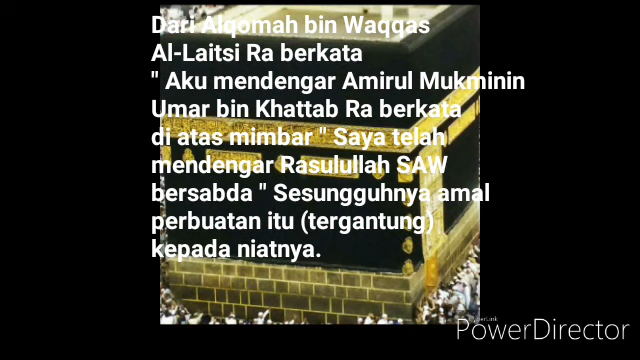 Dari Alqomah bin Waqqas
Al-Laitsi Ra berkata
" Aku mendengar Amirul Mukminin
Umar bin Khattab Ra berkata
di atas mimbar " Saya telah
mendengar Rasulullah SAW
bersabda " Sesungguhnya amal
perbuatan itu (tergantung)
kepada niatnya.
CyberLink
PowerDirector